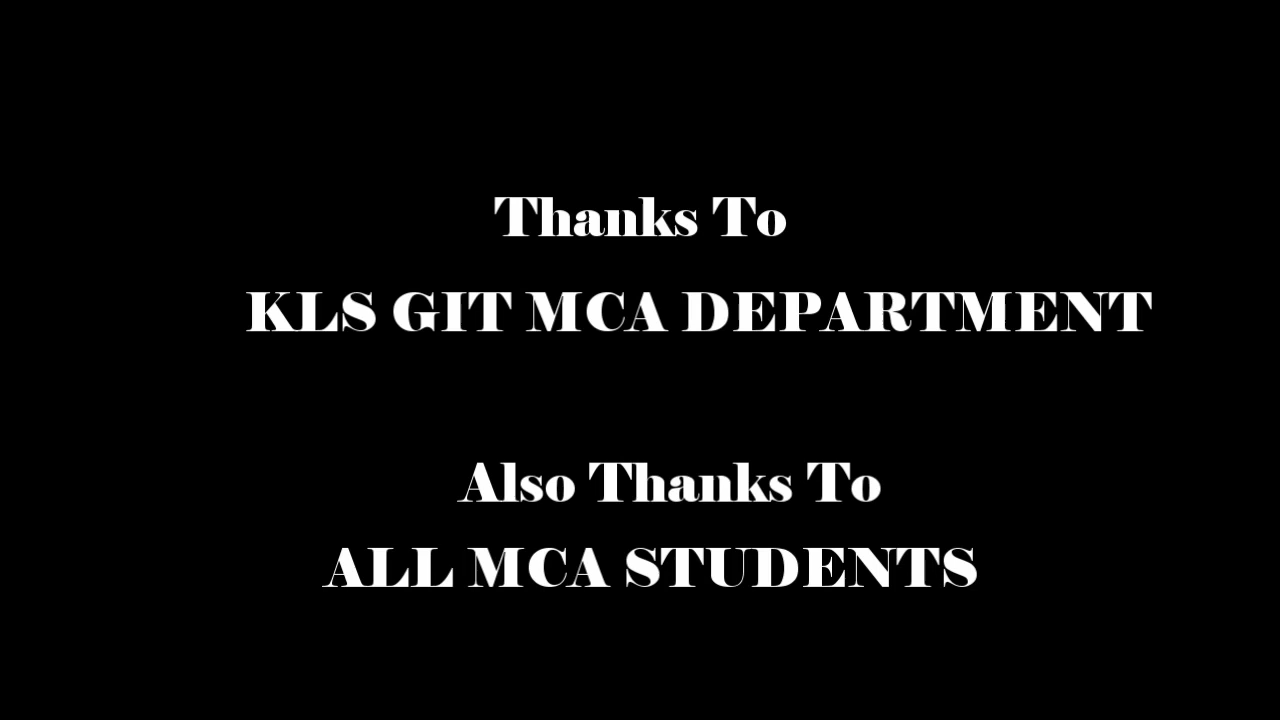 Thanks To
KLS GIT MCA DEPARTMENT
Also Thanks To
ALL MCA STUDENTS